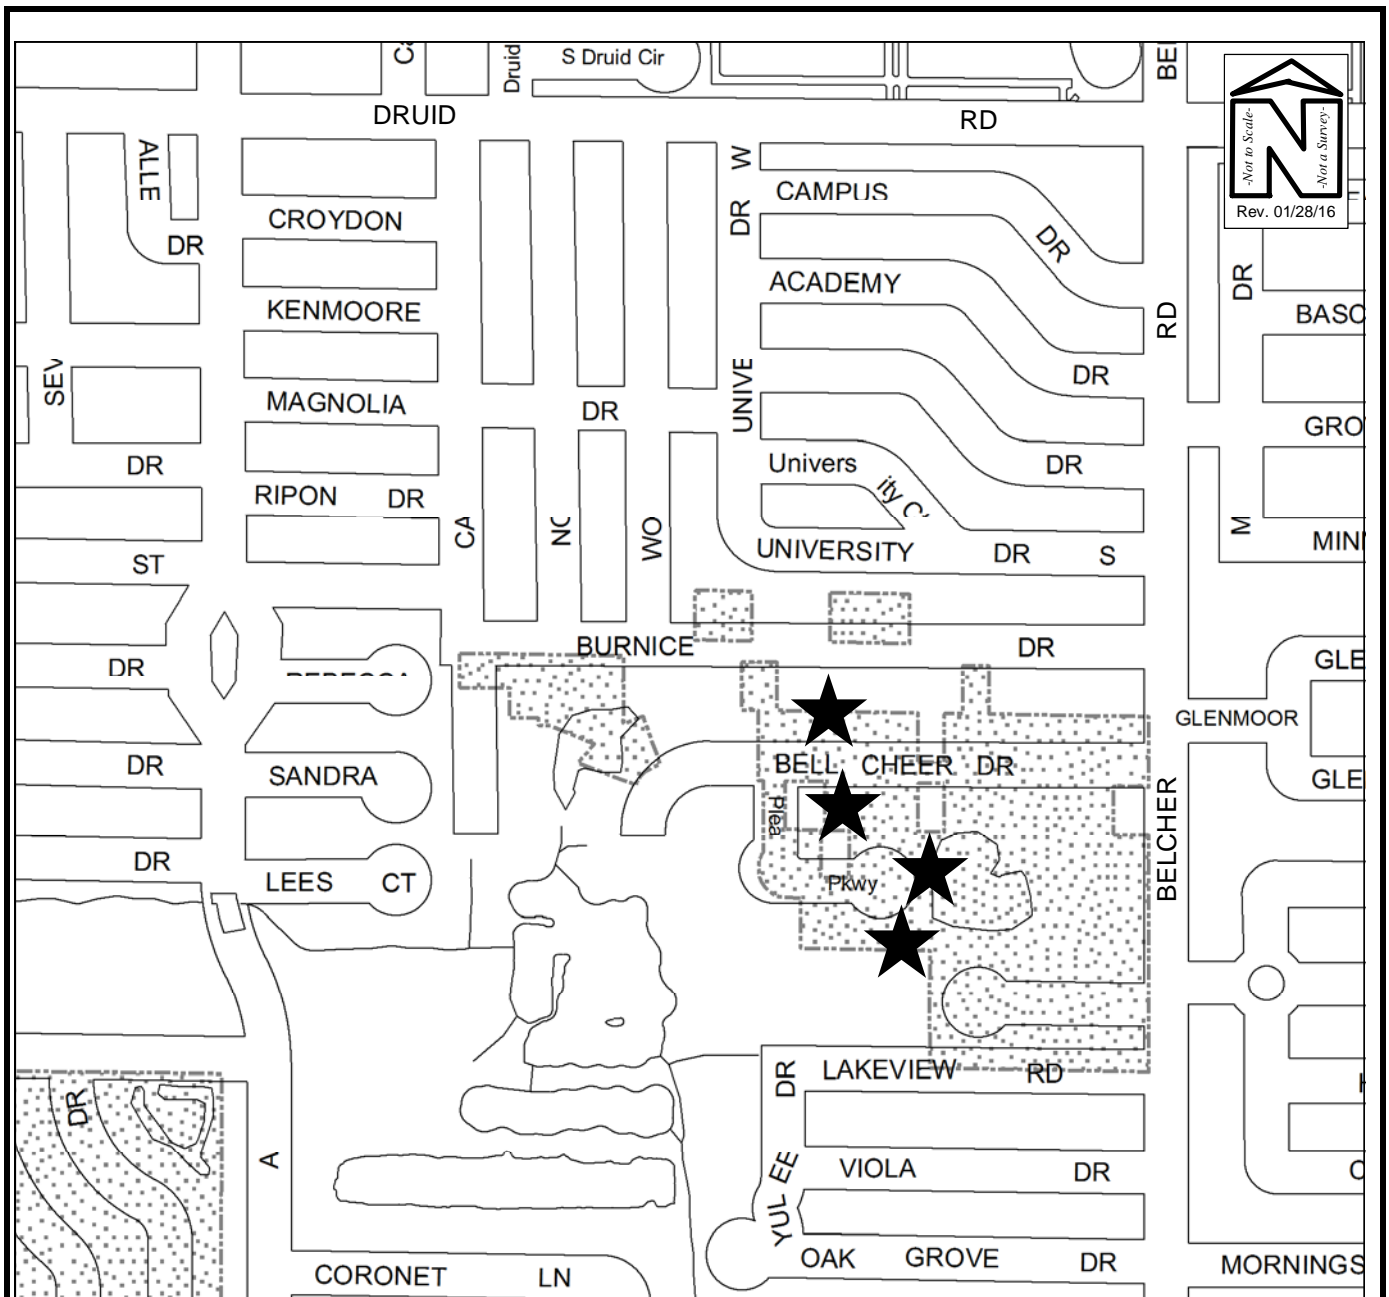 S Druid Cir
Druid
DRUID
RD
-Not to Scale-
-Not a Survey-
Rev. 01/28/16
ALLE
DR
CROYDON
KENMOORE
MAGNOLIA
DR
RIPON
DR
ST
DR
W
DR
UNIVE
CAMPUS
DR
ACADEMY
DR
DR
Univers
ity C
UNIVERSITY
DR
S
RD
DR
BASC
GRO
MINN
M
SEV
DR
CA
NO
WO
BURNICE
DR
REBECCA
DR
SANDRA
DR
LEES
CT
GLENMOOR
GLE
GLE
BELL
CHEER
DR
Plea
Pkwy
BELCHER
LAKEVIEW
RD
DR
VIOLA
DR
YUL
EE
OAK
GROVE
DR
MORNINGS
DR
A
CORONET
LN